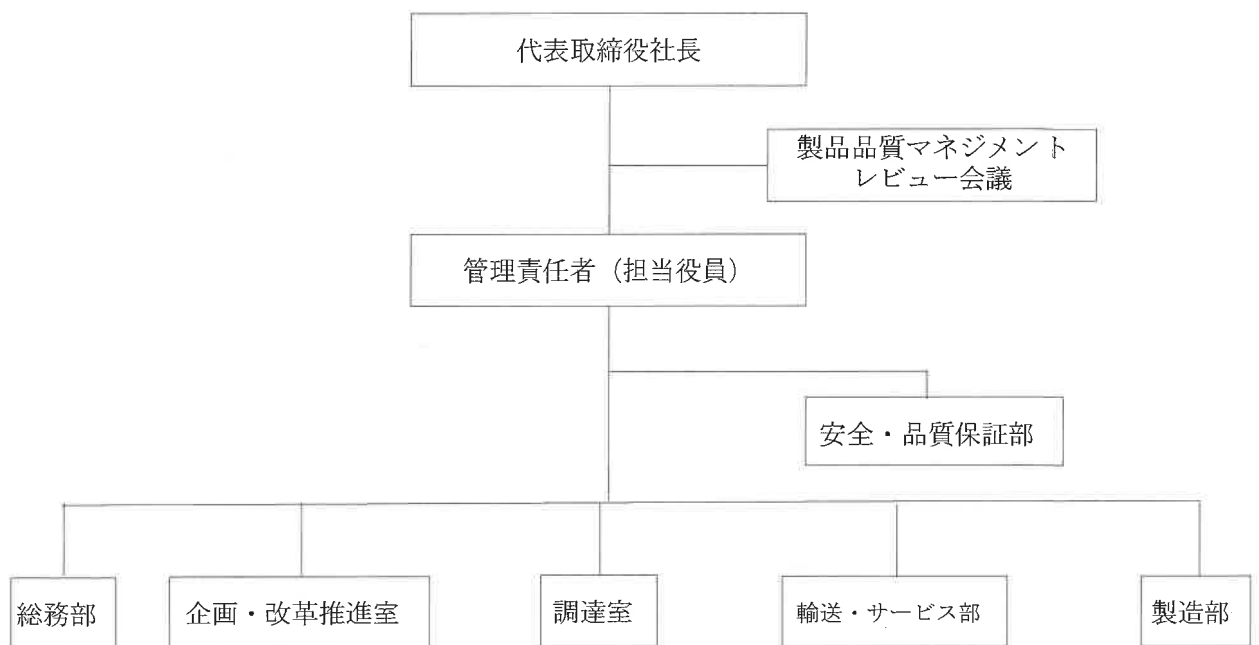 代表取締役社長
製品品質マネジメント
レビュー会議
管理責任者（担当役員）
安全・品質保証部
総務部
企画・改革推進室
調達室
輸送・サービス部
製造部